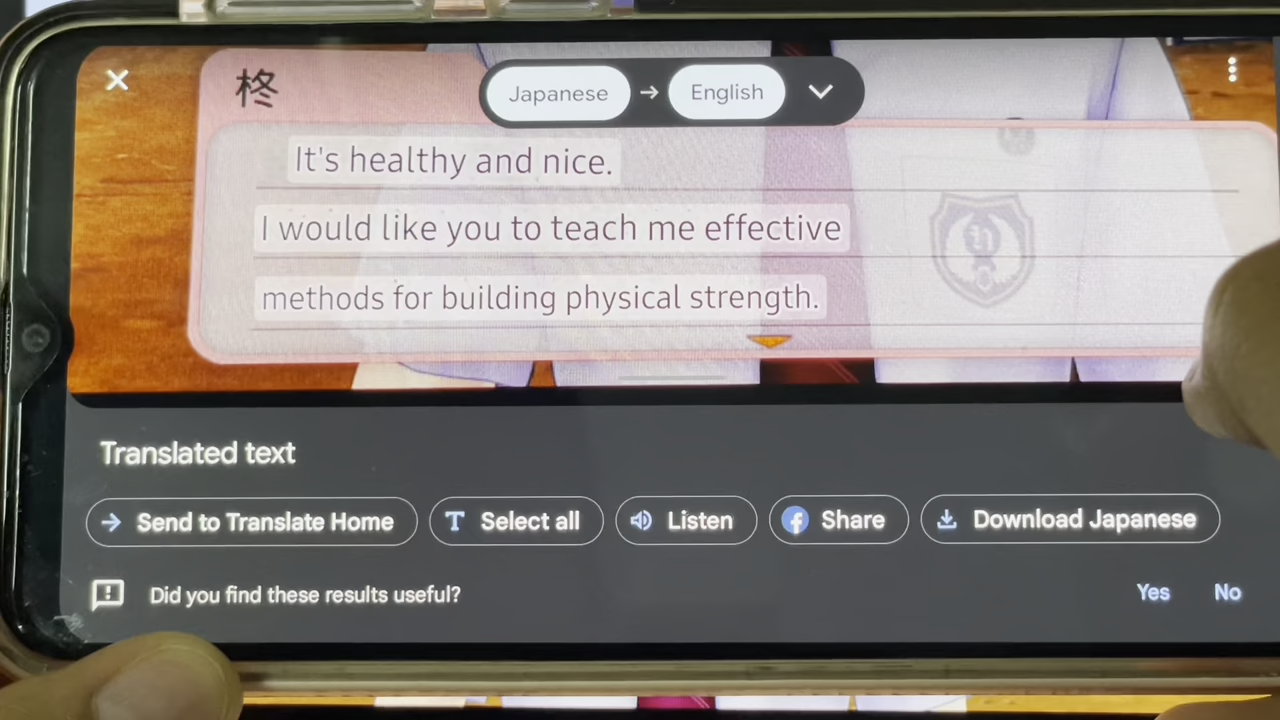 柊
Japanese → English
It's healthy and nice.
I would like you to teach me effective
methods for building physical strength.
Translated text
Send to Translate Home
Select all
Listen
Share
Download Japanese
Did you find these results useful?
Yes
No